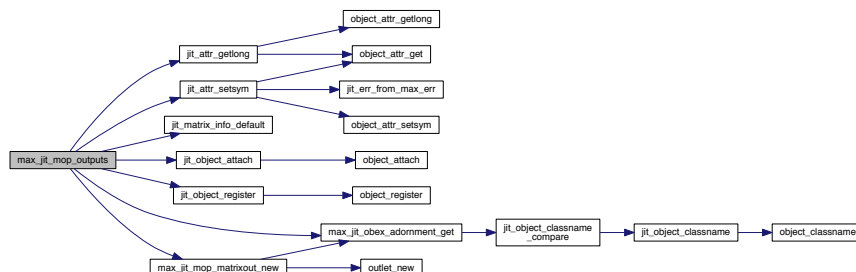 object_attr_getlong
jit_attr_getlong
object_attr_get
jit_attr_setsym
jit_err_from_max_err
jit_matrix_info_default
object_attr_setsym
max_jit_mop_outputs
jit_object_attach
object_attach
jit_object_register
object_register
max_jit_obex_adornment_get
jit_object_classname
_compare
jit_object_classname
object_classname
max_jit_mop_matrixout_new
outlet_new